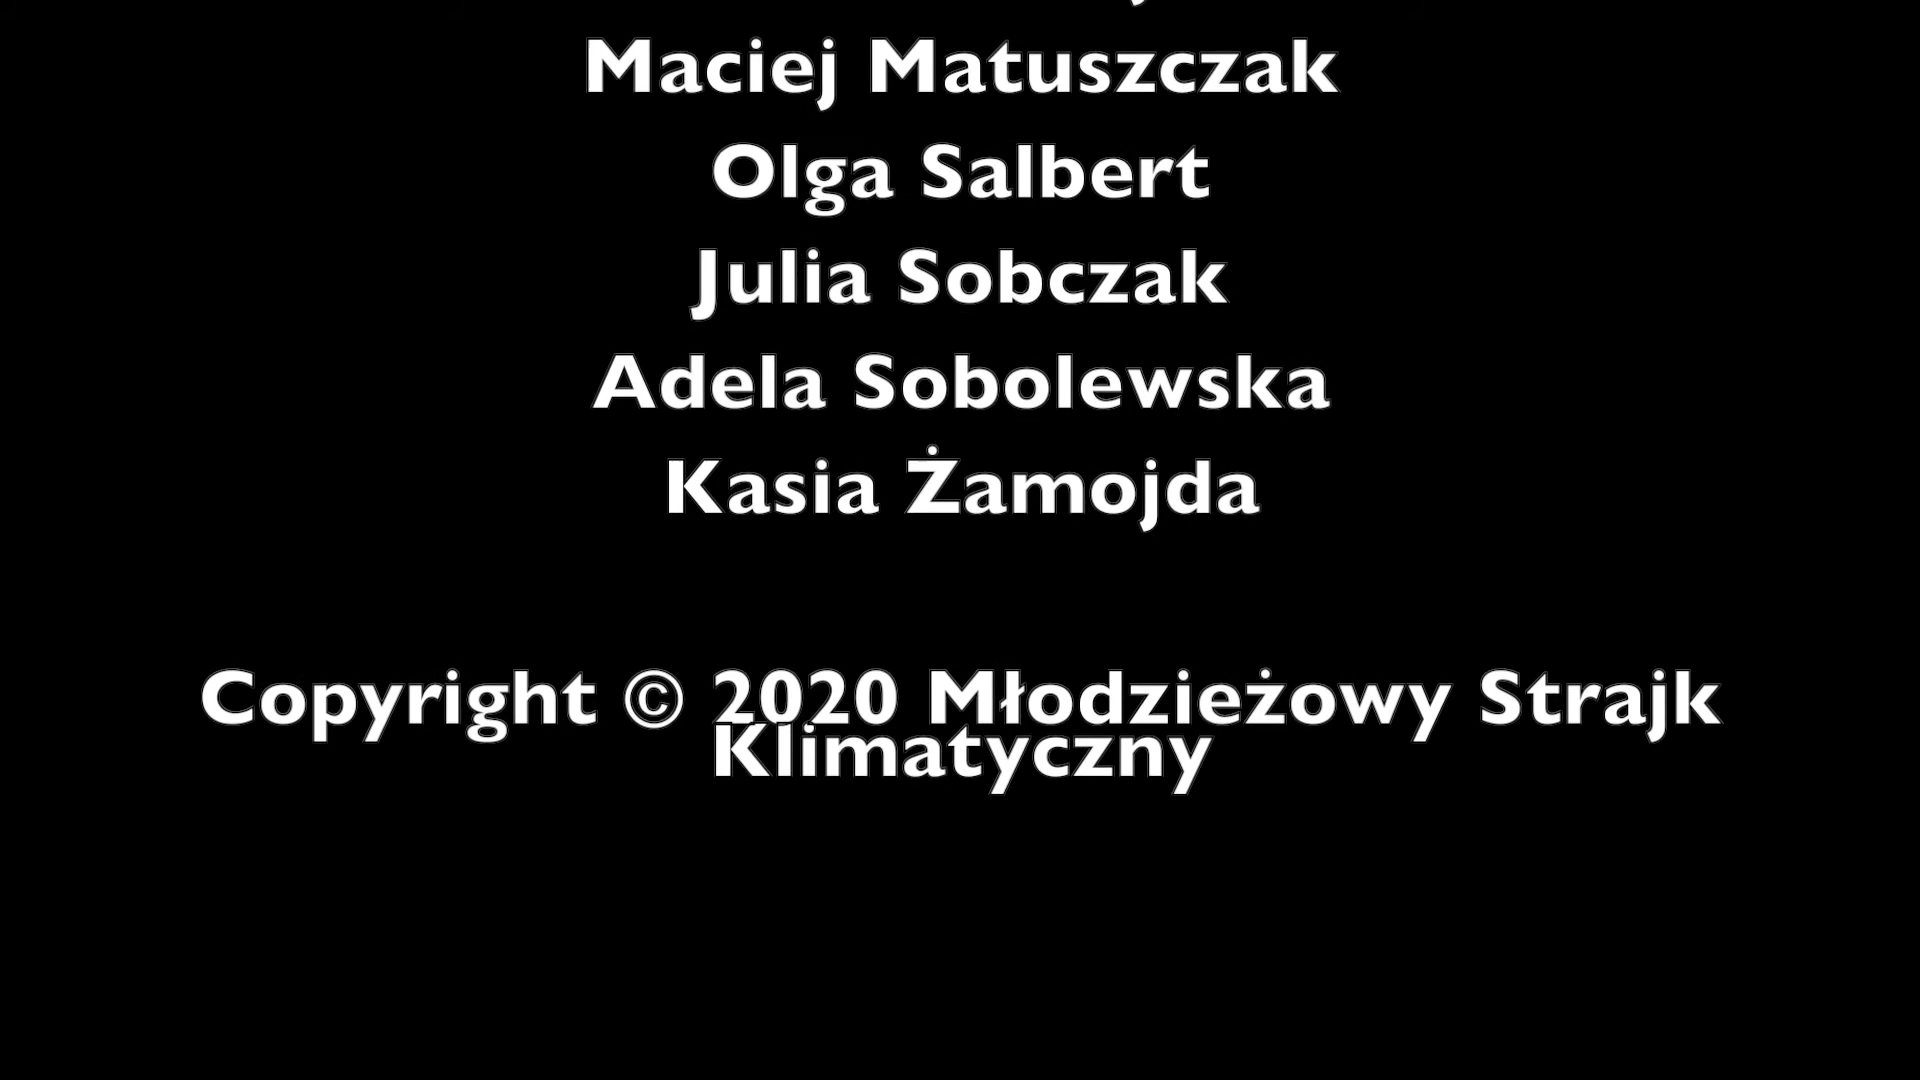 Maciej Matuszczak
Olga Salbert
Julia Sobczak
Adela Sobolewska
Kasia Żamojda
Copyright © 2020 Młodzieżowy Strajk
Klimatyczny